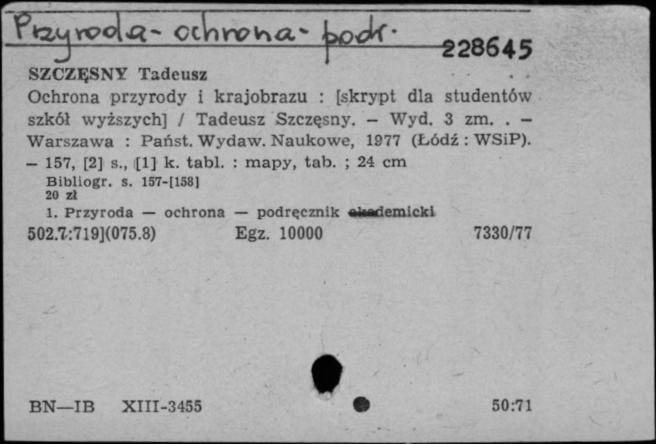 Przyroda - ochrona - podr.
228645
SZCZĘSNY Tadeusz
Ochrona przyrody i krajobrazu : [skrypt dla studentów
szkół wyższych] / Tadeusz Szczęsny. — Wyd. 3 zm. . —
Warszawa : Państ. Wydaw. Naukowe, 1977 (Łódź : WSiP).
— 157, [2] s., [1] k. tabl. : mapy, tab. ; 24 cm
Bibliogr. s. 157-[158]
20 zł
1. Przyroda — ochrona — podręcznik akademicki
502.7:719](075.8) Egz. 10000 7330/77
BN—IB XIII-3455 50:71